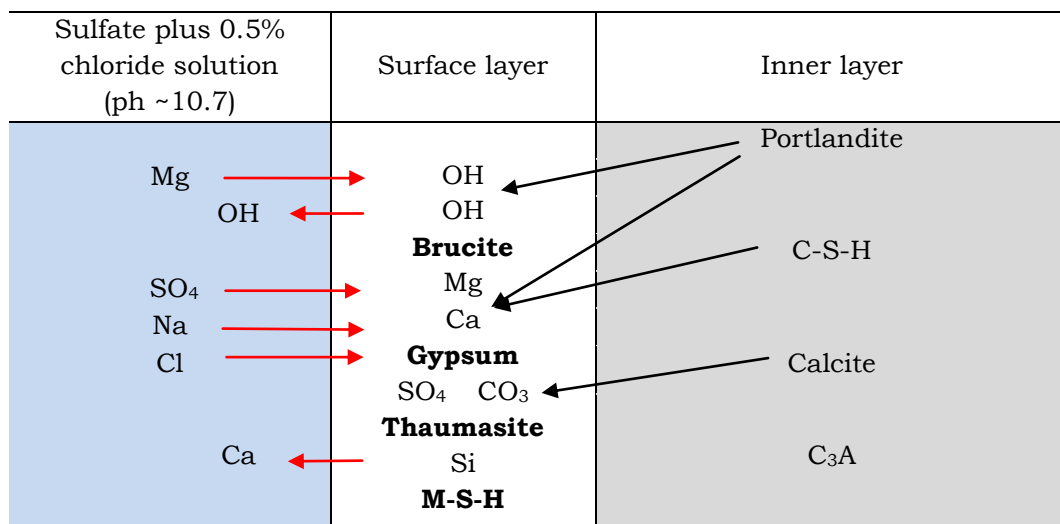 Sulfate plus 0.5%
chloride solution
(ph ~10.7)
Surface layer
Inner layer
Mg
OH
SO₄
Na
Cl
Ca
OH
OH
Brucite
Mg
Ca
Gypsum
SO₄ CO₃
Thaumasite
Si
M-S-H
Portlandite
C-S-H
Calcite
C₃A